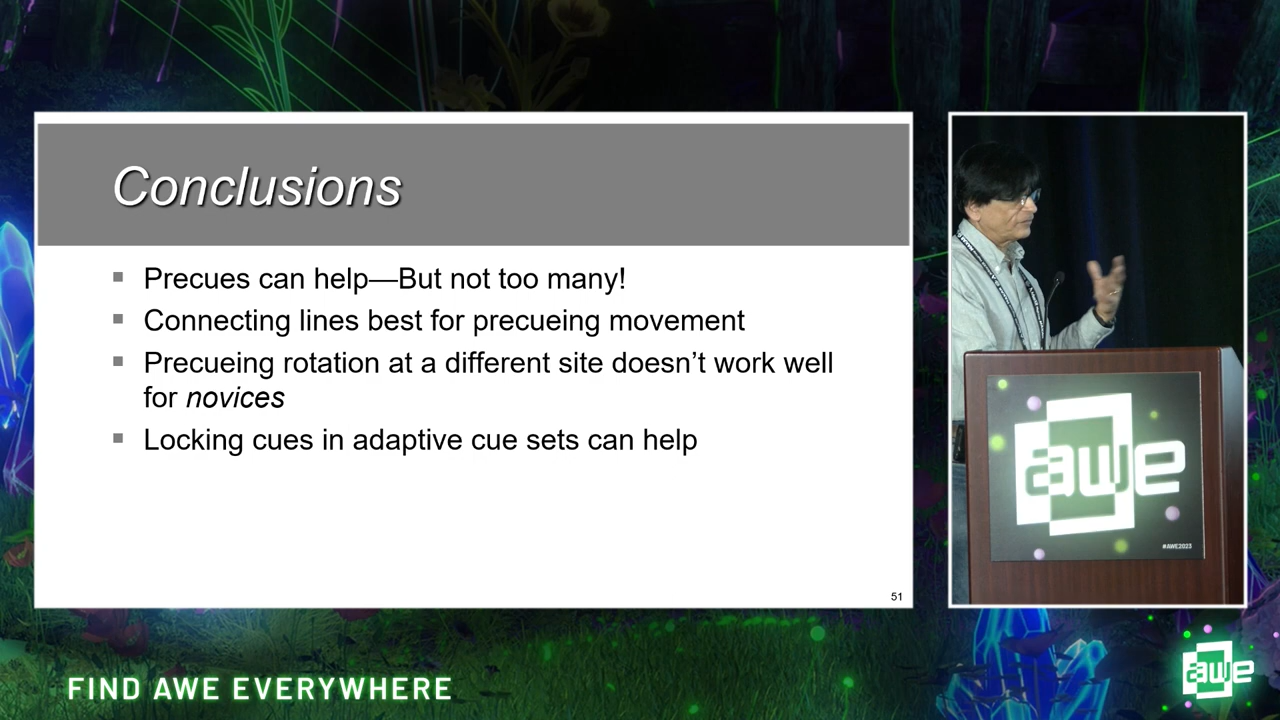 Conclusions
Precues can help—But not too many!
Connecting lines best for precueing movement
Precueing rotation at a different site doesn't work well
for novices
Locking cues in adaptive cue sets can help
51
awe
#AWE2023
FIND AWE EVERYWHERE
awe